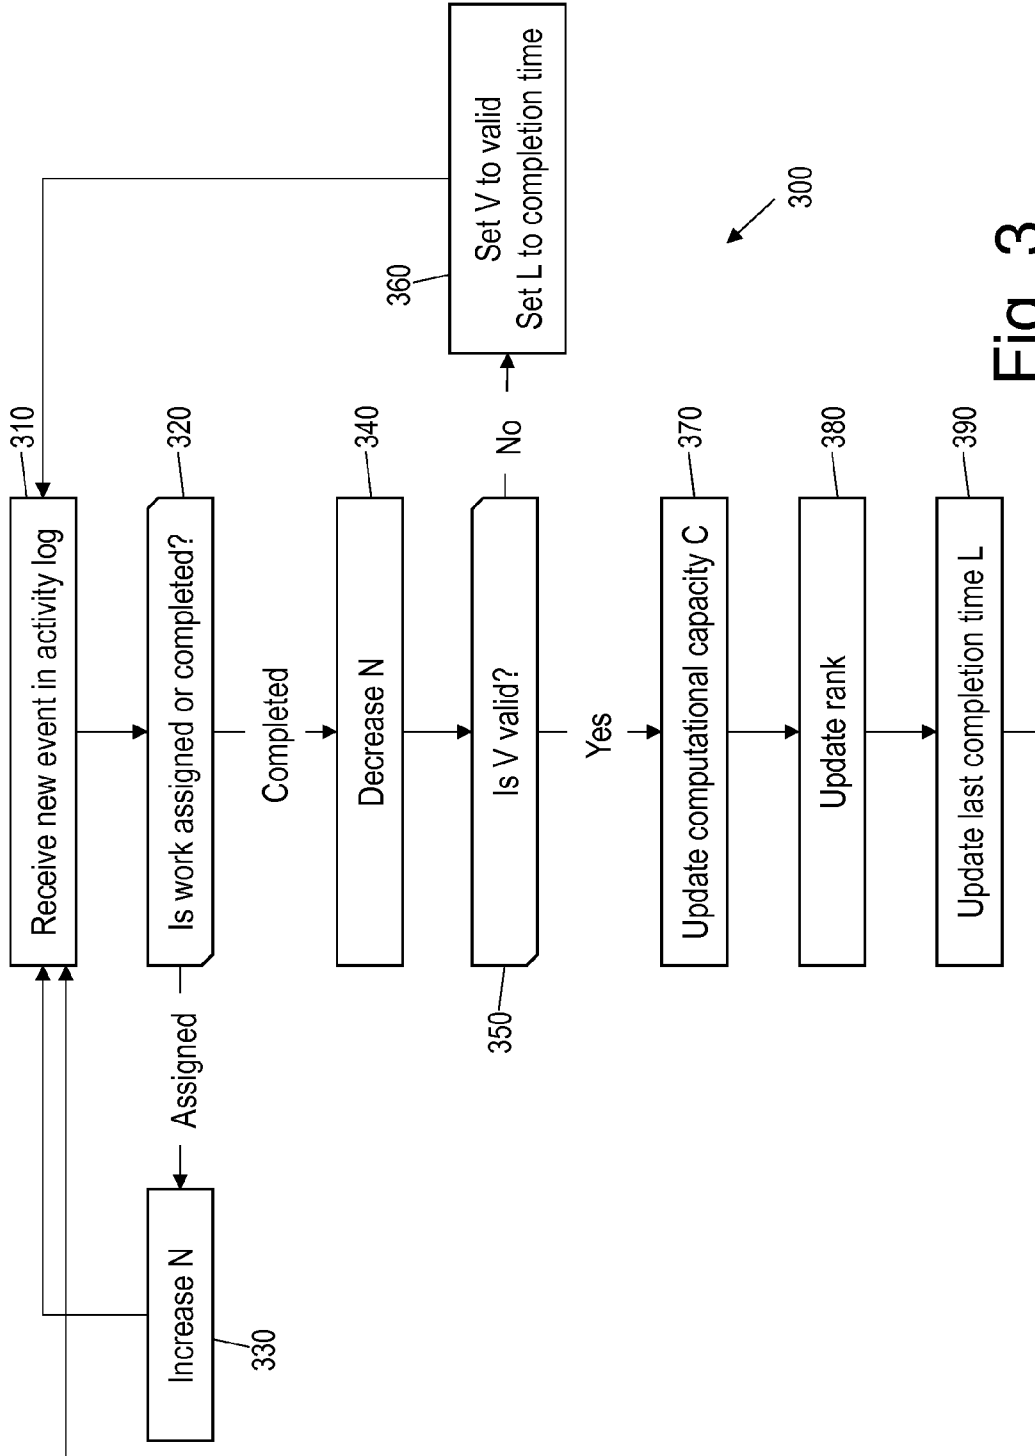 310
Receive new event in activity log
320
Is work assigned or completed?
Assigned
Increase N
330
Completed
340
Decrease N
350
Is V valid?
No
360
Set V to valid
Set L to completion time
Yes
370
Update computational capacity C
380
Update rank
390
Update last completion time L
300
Fig. 3